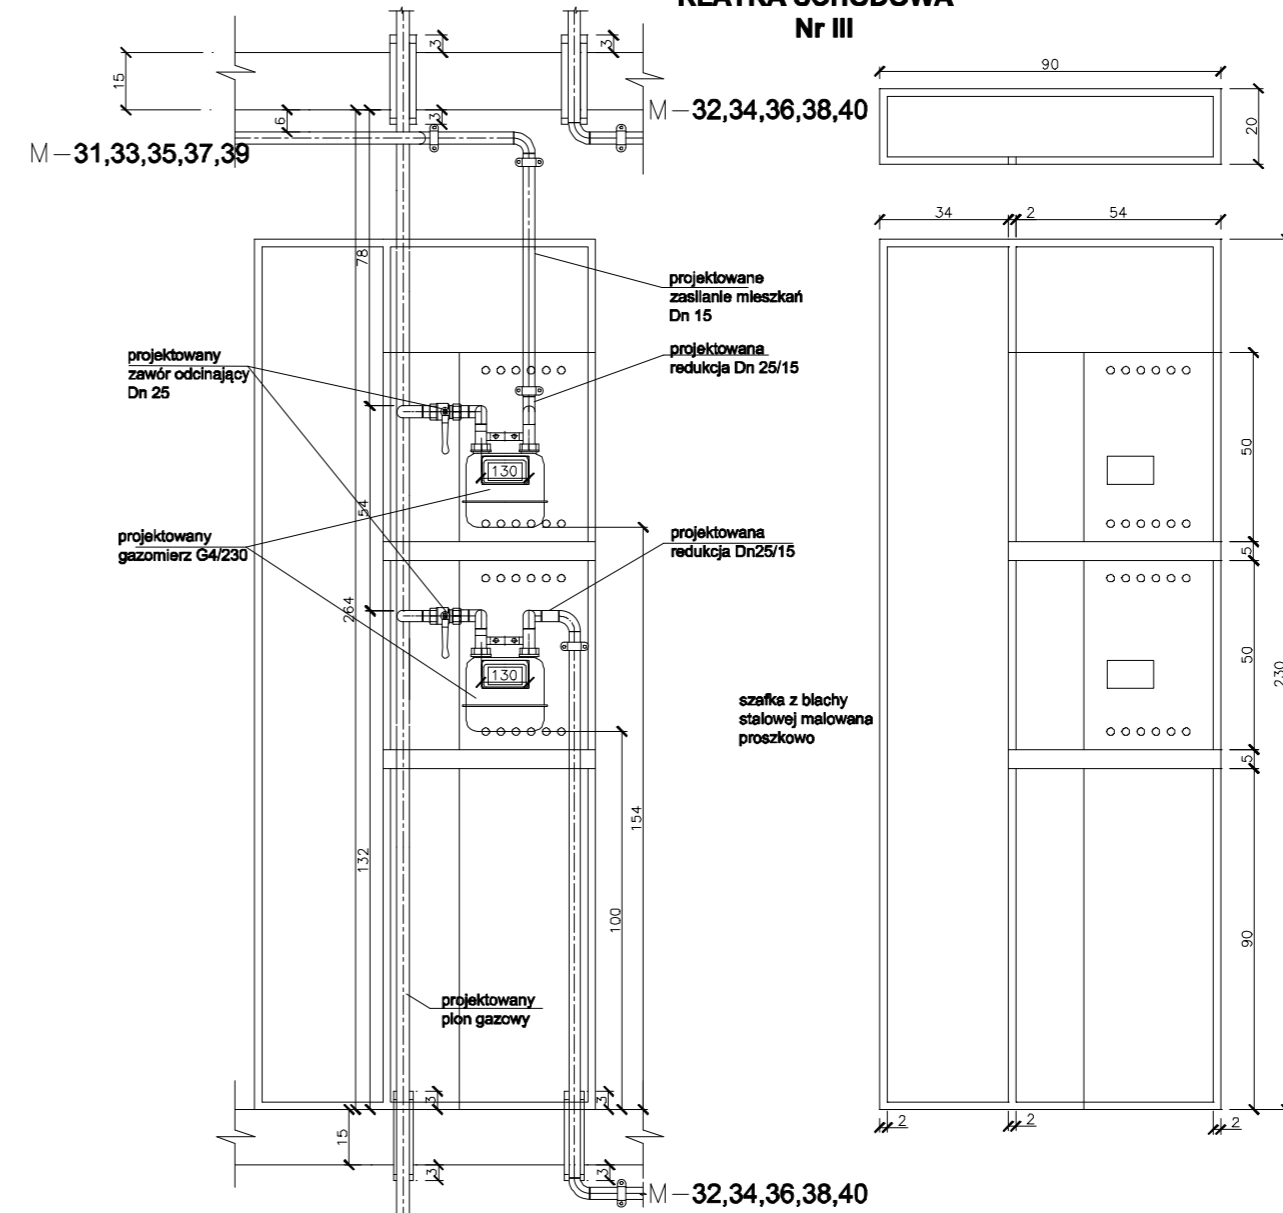 KLATKA SCHODOWA
Nr III
15
3
3
90
M-32,34,36,38,40
6
3
20
M-31,33,35,37,39
34
2
54
78
projektowane
zasilanie mieszkań
Dn 15
projektowany
zawór odcinający
Dn 25
projektowana
redukcja Dn 25/15
130
50
54
projektowany
gazomierz G4/230
projektowana
redukcja Dn25/15
5
264
130
50
230
szafka z blachy
stalowej malowana
proszkowo
5
154
132
100
90
projektowany
pion gazowy
3
3
15
2
2
2
3
3
M-32,34,36,38,40